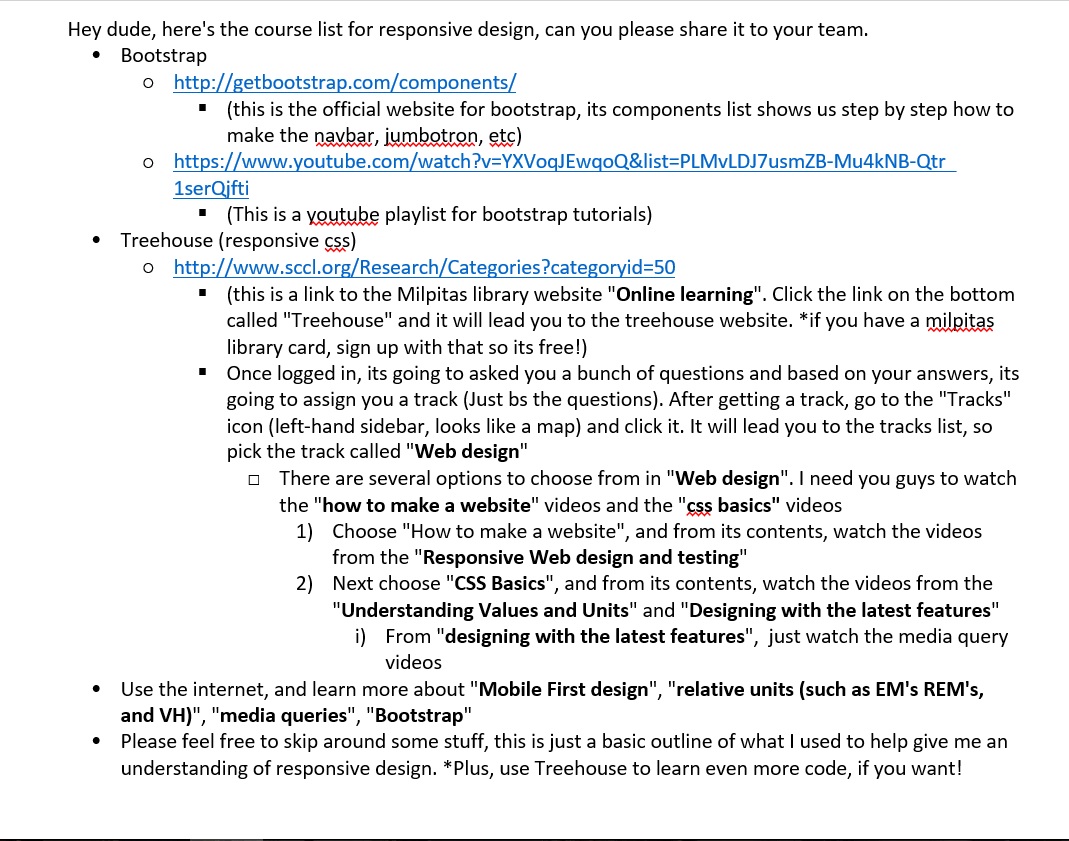 Hey dude, here's the course list for responsive design, can you please share it to your team.
• Bootstrap
o http://getbootstrap.com/components/
▪ (this is the official website for bootstrap, its components list shows us step by step how to
make the navbar, jumbotron, etc)
o https://www.youtube.com/watch?v=YXVoqJEwqoQ&list=PLMvLDJ7usmZB-Mu4kNB-Qtr_
1serQjfti
▪ (This is a youtube playlist for bootstrap tutorials)
• Treehouse (responsive css)
o http://www.sccl.org/Research/Categories?categoryid=50
▪ (this is a link to the Milpitas library website "Online learning". Click the link on the bottom
called "Treehouse" and it will lead you to the treehouse website. *if you have a milpitas
library card, sign up with that so its free!)
▪ Once logged in, its going to asked you a bunch of questions and based on your answers, its
going to assign you a track (Just bs the questions). After getting a track, go to the "Tracks"
icon (left-hand sidebar, looks like a map) and click it. It will lead you to the tracks list, so
pick the track called "Web design"
□ There are several options to choose from in "Web design". I need you guys to watch
the "how to make a website" videos and the "css basics" videos
1) Choose "How to make a website", and from its contents, watch the videos
from the "Responsive Web design and testing"
2) Next choose "CSS Basics", and from its contents, watch the videos from the
"Understanding Values and Units" and "Designing with the latest features"
i) From "designing with the latest features", just watch the media query
videos
• Use the internet, and learn more about "Mobile First design", "relative units (such as EM's REM's,
and VH)", "media queries", "Bootstrap"
• Please feel free to skip around some stuff, this is just a basic outline of what I used to help give me an
understanding of responsive design. *Plus, use Treehouse to learn even more code, if you want!